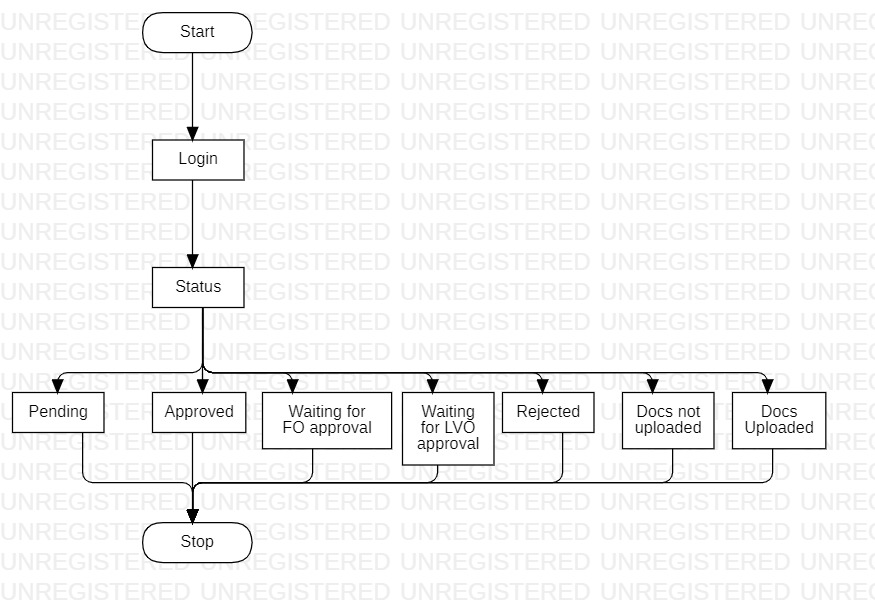 Start
Login
Status
Pending
Approved
Waiting for
FO approval
Waiting
for LVO
approval
Rejected
Docs not
uploaded
Docs
Uploaded
Stop
UNREGISTERED UNREGISTERED UNREGISTERED UNREGISTERED UNREG